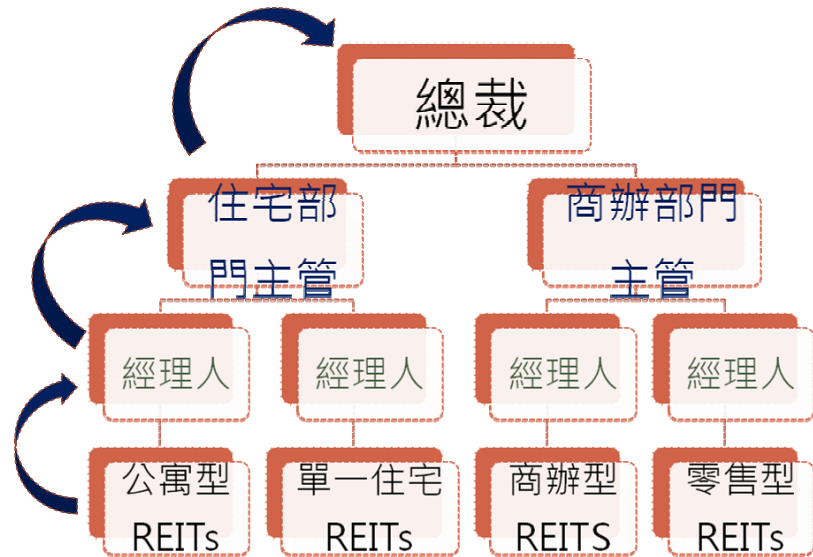 總裁
住宅部
門主管
商辦部門
主管
經理人
經理人
經理人
經理人
公寓型
REITs
單一住宅
REITs
商辦型
REITS
零售型
REITs